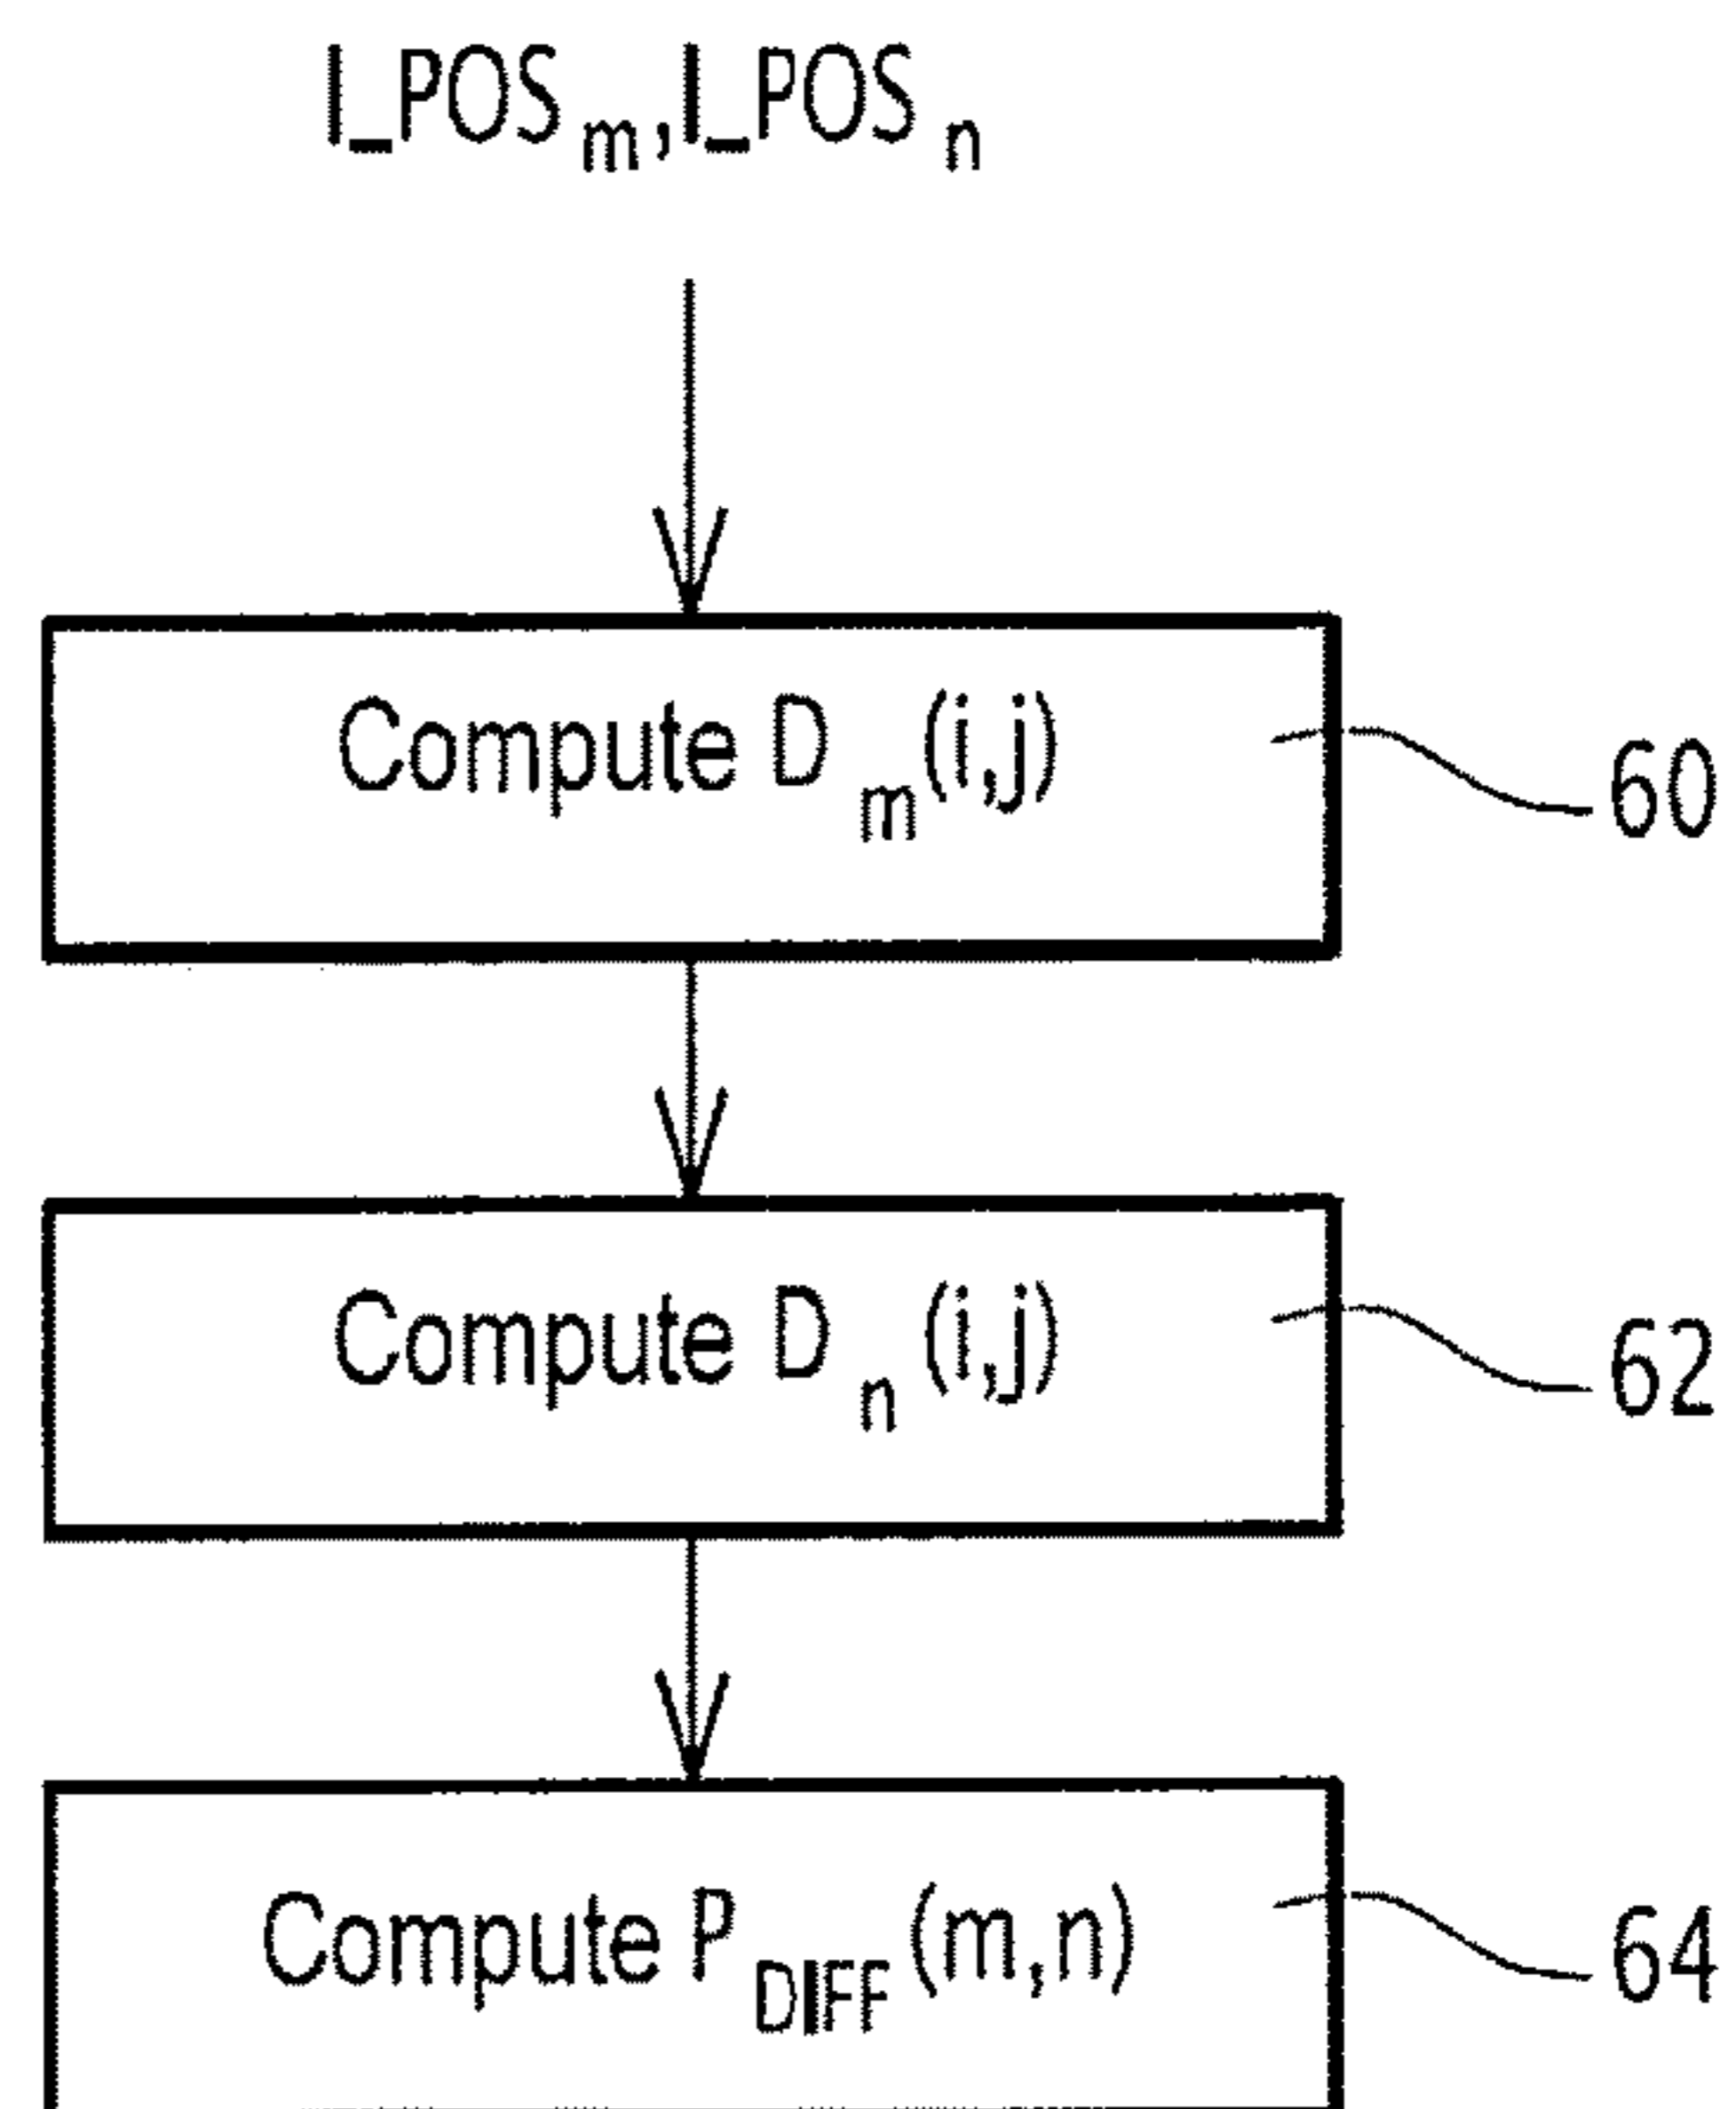 I_POS m, I_POS n
Compute D m (i,j)
60
Compute D n (i,j)
62
Compute P DIFF (m,n)
64